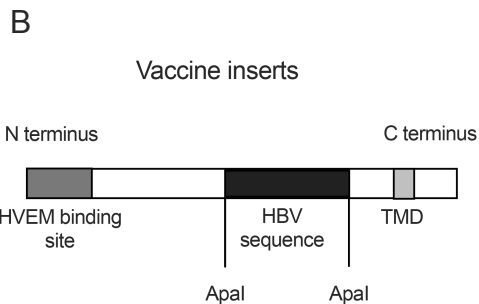 B
Vaccine inserts
N terminus
C terminus
HVEM binding
site
HBV
sequence
TMD
ApaI
ApaI